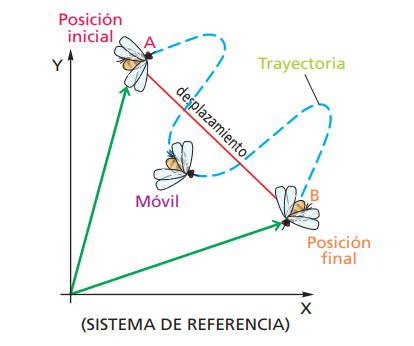 Posición
inicial
A
Y
Trayectoria
desplazamiento
Móvil
B
Posición
final
X
(SISTEMA DE REFERENCIA)